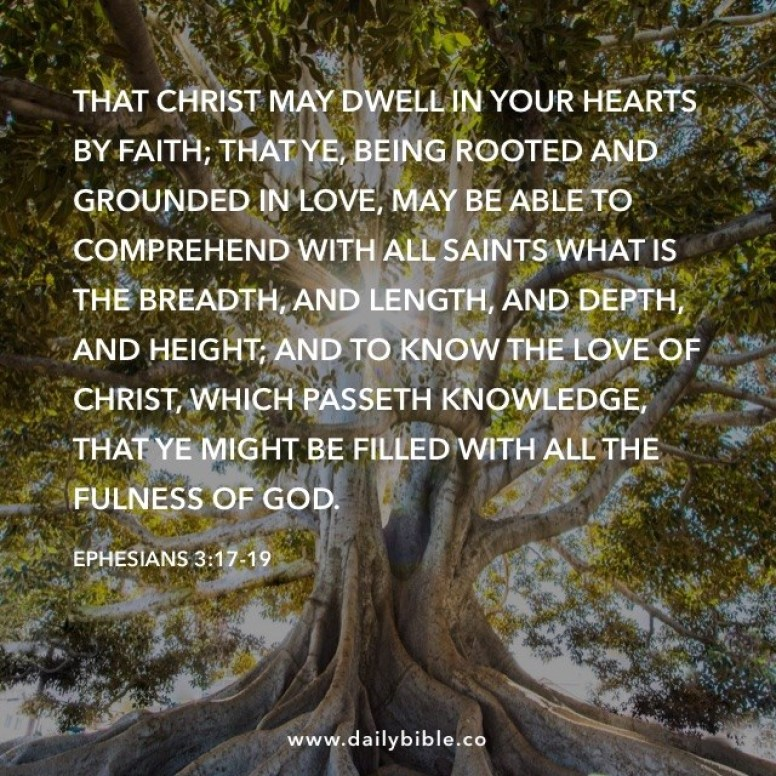 THAT CHRIST MAY DWELL IN YOUR HEARTS
BY FAITH; THAT YE, BEING ROOTED AND
GROUNDED IN LOVE, MAY BE ABLE TO
COMPREHEND WITH ALL SAINTS WHAT IS
THE BREADTH, AND LENGTH, AND DEPTH,
AND HEIGHT; AND TO KNOW THE LOVE OF
CHRIST, WHICH PASSETH KNOWLEDGE,
THAT YE MIGHT BE FILLED WITH ALL THE
FULNESS OF GOD.
EPHESIANS 3:17-19
www.dailybible.co